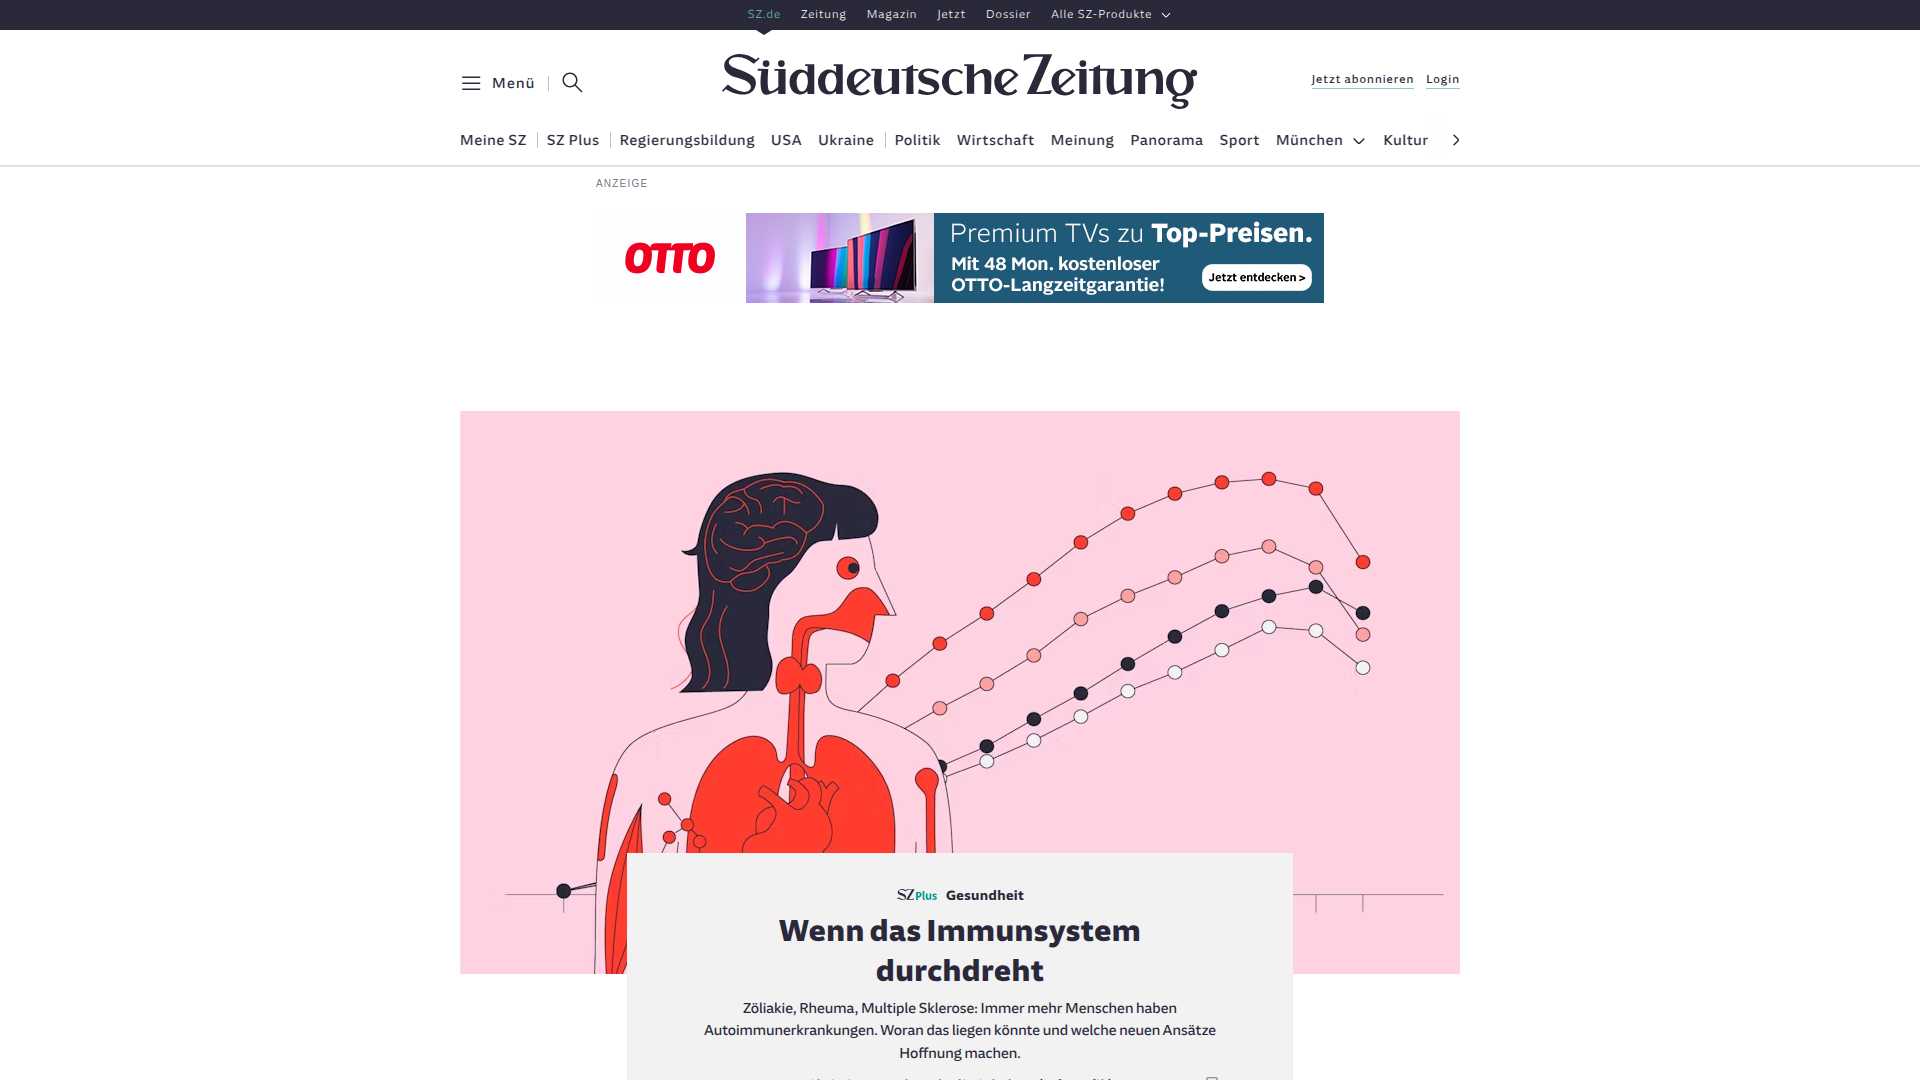 SZ.de Zeitung Magazin Jetzt Dossier Alle SZ-Produkte
Menü
Süddeutsche Zeitung
Jetzt abonnieren Login
Meine SZ SZ Plus Regierungsbildung USA Ukraine Politik Wirtschaft Meinung Panorama Sport München Kultur
ANZEIGE
OTTO
Premium TVs zu Top-Preisen.
Mit 48 Mon. kostenloser
OTTO-Langzeitgarantie!
Jetzt entdecken >
SZ Plus Gesundheit
Wenn das Immunsystem
durchdreht
Zöliakie, Rheuma, Multiple Sklerose: Immer mehr Menschen haben
Autoimmunerkrankungen. Woran das liegen könnte und welche neuen Ansätze
Hoffnung machen.